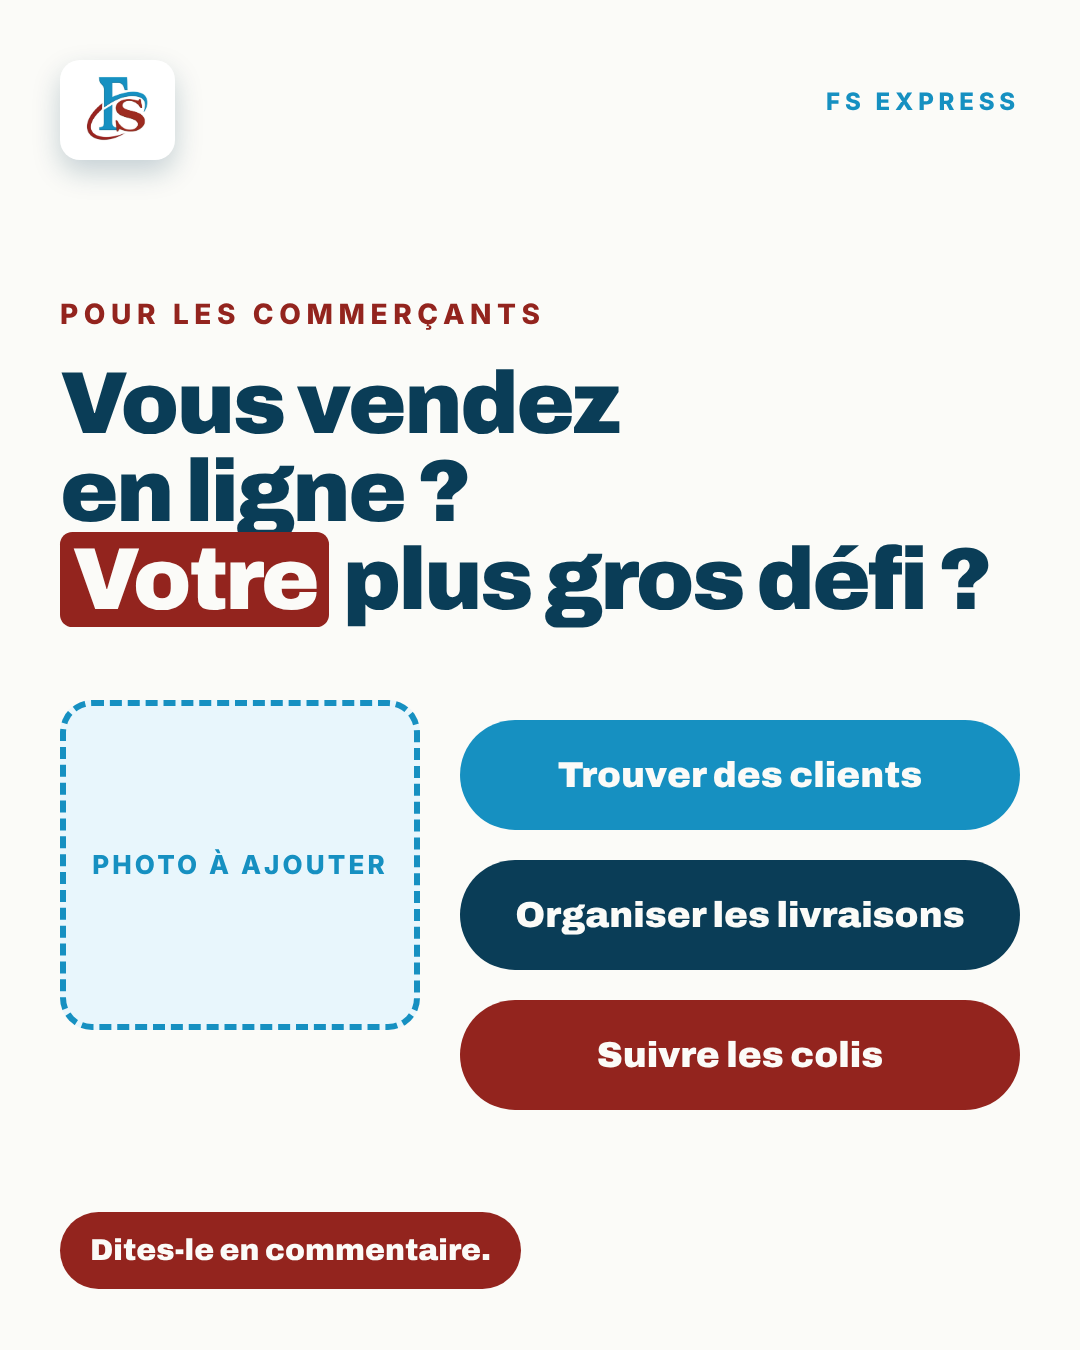 FS
FS EXPRESS
POUR LES COMMERÇANTS
Vous vendez
en ligne ?
Votre plus gros défi ?
PHOTO À AJOUTER
Trouver des clients
Organiser les livraisons
Suivre les colis
Dites-le en commentaire.